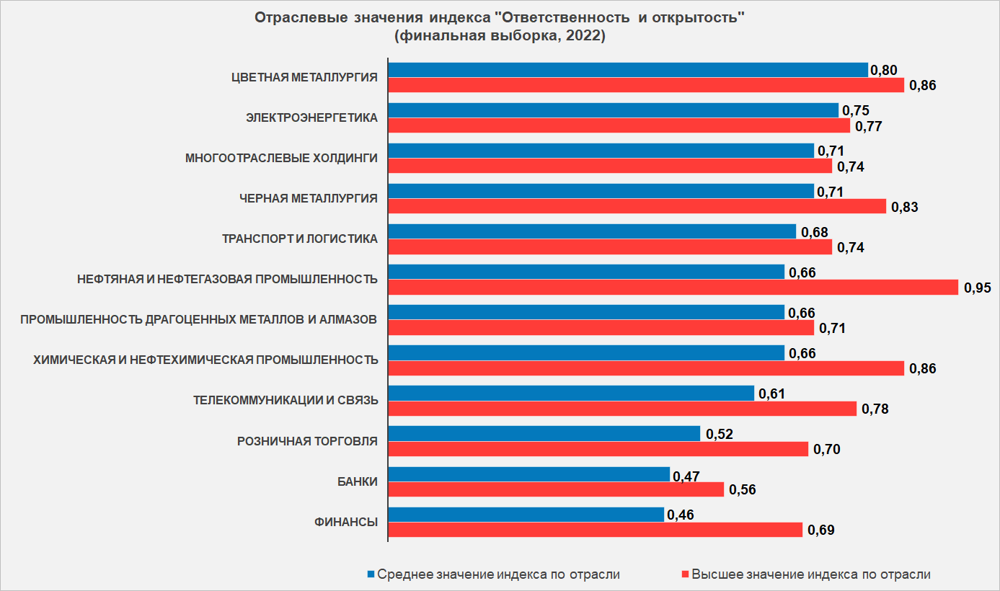 Отраслевые значения индекса "Ответственность и открытость"
(финальная выборка, 2022)
ЦВЕТНАЯ МЕТАЛЛУРГИЯ
0,80
0,86
ЭЛЕКТРОЭНЕРГЕТИКА
0,75
0,77
МНОГООТРАСЛЕВЫЕ ХОЛДИНГИ
0,71
0,74
ЧЕРНАЯ МЕТАЛЛУРГИЯ
0,71
0,83
ТРАНСПОРТ И ЛОГИСТИКА
0,68
0,74
НЕФТЯНАЯ И НЕФТЕГАЗОВАЯ ПРОМЫШЛЕННОСТЬ
0,66
0,95
ПРОМЫШЛЕННОСТЬ ДРАГОЦЕННЫХ МЕТАЛЛОВ И АЛМАЗОВ
0,66
0,71
ХИМИЧЕСКАЯ И НЕФТЕХИМИЧЕСКАЯ ПРОМЫШЛЕННОСТЬ
0,66
0,86
ТЕЛЕКОММУНИКАЦИИ И СВЯЗЬ
0,61
0,78
РОЗНИЧНАЯ ТОРГОВЛЯ
0,52
0,70
БАНКИ
0,47
0,56
ФИНАНСЫ
0,46
0,69
Среднее значение индекса по отрасли
Высшее значение индекса по отрасли